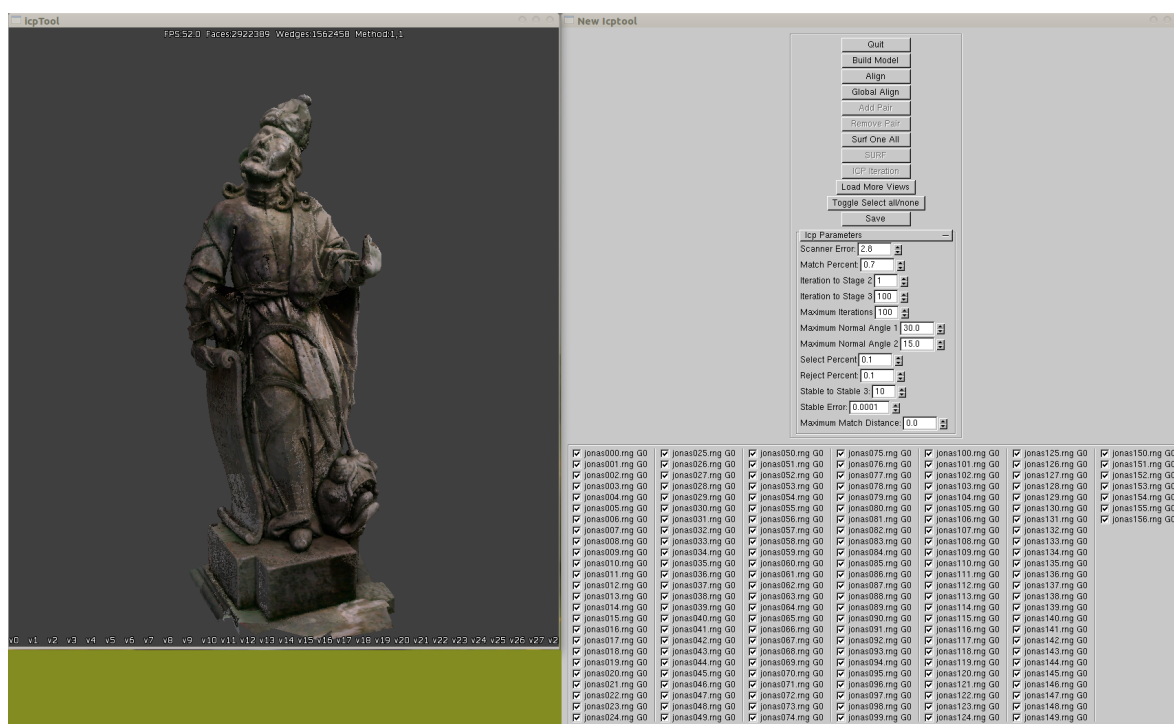 IcpTool
FPS:52.0 Faces:2922389 Wedges:1562458 Method:1,1
v0 v1 v2 v3 v4 v5 v6 v7 v8 v9 v10 v11 v12 v13 v14 v15 v16 v17 v18 v19 v20 v21 v22 v23 v24 v25 v26 v27 v2
New Icptool
Quit
Build Model
Align
Global Align
Add Pair
Remove Pair
Surf One All
SURF
ICP Iteration
Load More Views
Toggle Select all/none
Save
Icp Parameters
Scanner Error: 2.8
Match Percent: 0.7
Iteration to Stage 2 1
Iteration to Stage 3 100
Maximum Iterations 100
Maximum Normal Angle 1 30.0
Maximum Normal Angle 2 15.0
Select Percent 0.1
Reject Percent: 0.1
Stable to Stable 3: 10
Stable Error: 0.0001
Maximum Match Distance: 0.0
jonas000.rng G0 jonas025.rng G0 jonas050.rng G0 jonas075.rng G0 jonas100.rng G0 jonas125.rng G0 jonas150.rng G0
jonas001.rng G0 jonas026.rng G0 jonas051.rng G0 jonas076.rng G0 jonas101.rng G0 jonas126.rng G0 jonas151.rng G0
jonas002.rng G0 jonas027.rng G0 jonas052.rng G0 jonas077.rng G0 jonas102.rng G0 jonas127.rng G0 jonas152.rng G0
jonas003.rng G0 jonas028.rng G0 jonas053.rng G0 jonas078.rng G0 jonas103.rng G0 jonas128.rng G0 jonas153.rng G0
jonas004.rng G0 jonas029.rng G0 jonas054.rng G0 jonas079.rng G0 jonas104.rng G0 jonas129.rng G0 jonas154.rng G0
jonas005.rng G0 jonas030.rng G0 jonas055.rng G0 jonas080.rng G0 jonas105.rng G0 jonas130.rng G0 jonas155.rng G0
jonas006.rng G0 jonas031.rng G0 jonas056.rng G0 jonas081.rng G0 jonas106.rng G0 jonas131.rng G0 jonas156.rng G0
jonas007.rng G0 jonas032.rng G0 jonas057.rng G0 jonas082.rng G0 jonas107.rng G0 jonas132.rng G0
jonas008.rng G0 jonas033.rng G0 jonas058.rng G0 jonas083.rng G0 jonas108.rng G0 jonas133.rng G0
jonas009.rng G0 jonas034.rng G0 jonas059.rng G0 jonas084.rng G0 jonas109.rng G0 jonas134.rng G0
jonas010.rng G0 jonas035.rng G0 jonas060.rng G0 jonas085.rng G0 jonas110.rng G0 jonas135.rng G0
jonas011.rng G0 jonas036.rng G0 jonas061.rng G0 jonas086.rng G0 jonas111.rng G0 jonas136.rng G0
jonas012.rng G0 jonas037.rng G0 jonas062.rng G0 jonas087.rng G0 jonas112.rng G0 jonas137.rng G0
jonas013.rng G0 jonas038.rng G0 jonas063.rng G0 jonas088.rng G0 jonas113.rng G0 jonas138.rng G0
jonas014.rng G0 jonas039.rng G0 jonas064.rng G0 jonas089.rng G0 jonas114.rng G0 jonas139.rng G0
jonas015.rng G0 jonas040.rng G0 jonas065.rng G0 jonas090.rng G0 jonas115.rng G0 jonas140.rng G0
jonas016.rng G0 jonas041.rng G0 jonas066.rng G0 jonas091.rng G0 jonas116.rng G0 jonas141.rng G0
jonas017.rng G0 jonas042.rng G0 jonas067.rng G0 jonas092.rng G0 jonas117.rng G0 jonas142.rng G0
jonas018.rng G0 jonas043.rng G0 jonas068.rng G0 jonas093.rng G0 jonas118.rng G0 jonas143.rng G0
jonas019.rng G0 jonas044.rng G0 jonas069.rng G0 jonas094.rng G0 jonas119.rng G0 jonas144.rng G0
jonas020.rng G0 jonas045.rng G0 jonas070.rng G0 jonas095.rng G0 jonas120.rng G0 jonas145.rng G0
jonas021.rng G0 jonas046.rng G0 jonas071.rng G0 jonas096.rng G0 jonas121.rng G0 jonas146.rng G0
jonas022.rng G0 jonas047.rng G0 jonas072.rng G0 jonas097.rng G0 jonas122.rng G0 jonas147.rng G0
jonas023.rng G0 jonas048.rng G0 jonas073.rng G0 jonas098.rng G0 jonas123.rng G0 jonas148.rng G0
jonas024.rng G0 jonas049.rng G0 jonas074.rng G0 jonas099.rng G0 jonas124.rng G0 jonas149.rng G0